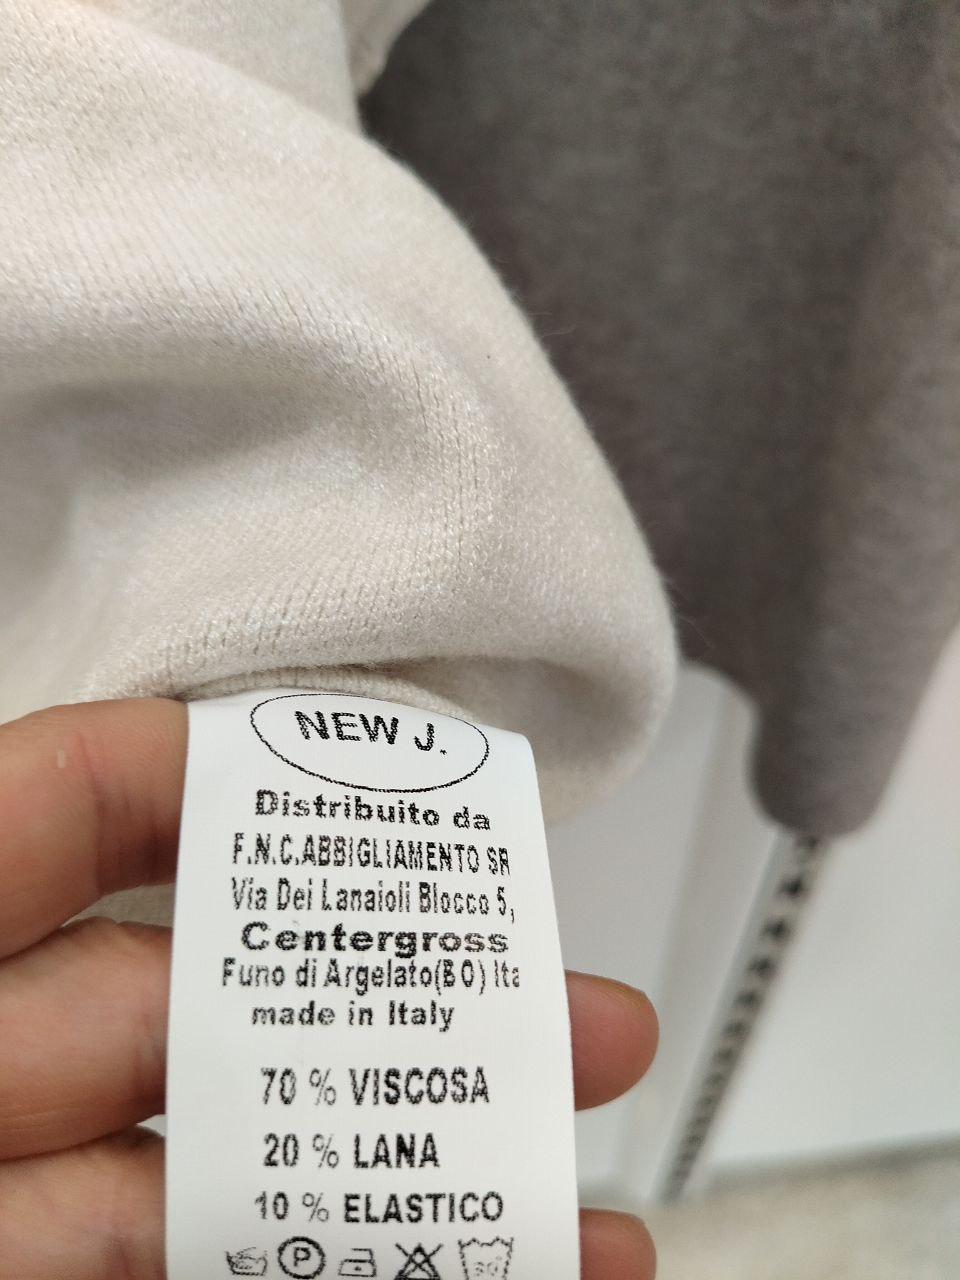 NEW J.
Distribuito da
F.N.C.ABBIGLIAMENTO SR
Via Dei Lanaioli Blocco 5,
Centergross
Funo di Argelato(BO) Ita
made in Italy
70 % VISCOSA
20 % LANA
10 % ELASTICO
P
30°